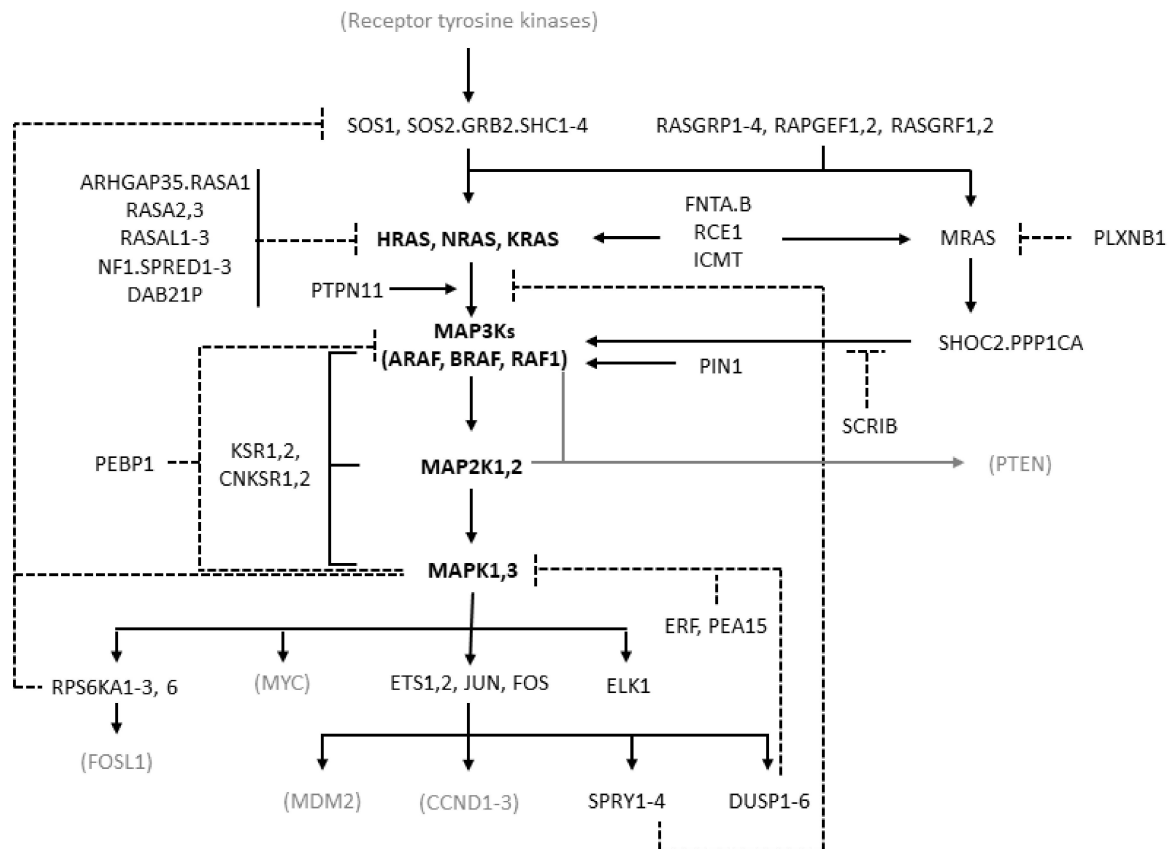 (Receptor tyrosine kinases)
SOS1, SOS2.GRB2.SHC1-4
RASGRP1-4, RAPGEF1,2, RASGRF1,2
ARHGAP35.RASA1
RASA2,3
RASAL1-3
NF1.SPRED1-3
DAB21P
HRAS, NRAS, KRAS
FNTA.B
RCE1
ICMT
MRAS
PLXNB1
PTPN11
MAP3Ks
(ARAF, BRAF, RAF1)
SHOC2.PPP1CA
PIN1
SCRIB
PEBP1
KSR1,2,
CNKSR1,2
MAP2K1,2
(PTEN)
MAPK1,3
ERF, PEA15
RPS6KA1-3, 6
(MYC)
ETS1,2, JUN, FOS
ELK1
(FOSL1)
(MDM2)
(CCND1-3)
SPRY1-4
DUSP1-6